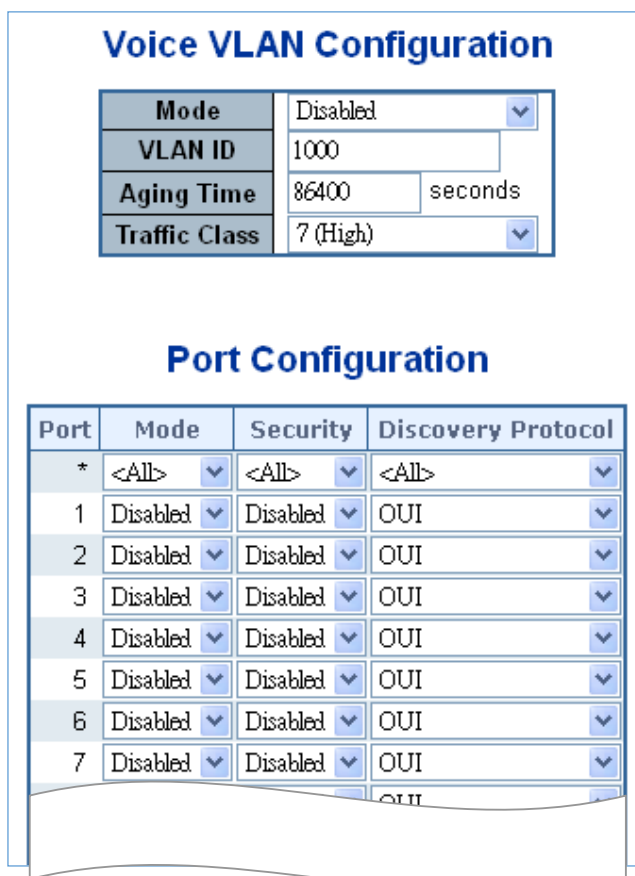 Voice VLAN Configuration
Mode Disabled
VLAN ID 1000
Aging Time 86400 seconds
Traffic Class 7 (High)
Port Configuration
Port Mode Security Discovery Protocol
* <All> <All> <All>
1 Disabled Disabled OUI
2 Disabled Disabled OUI
3 Disabled Disabled OUI
4 Disabled Disabled OUI
5 Disabled Disabled OUI
6 Disabled Disabled OUI
7 Disabled Disabled OUI
OUI